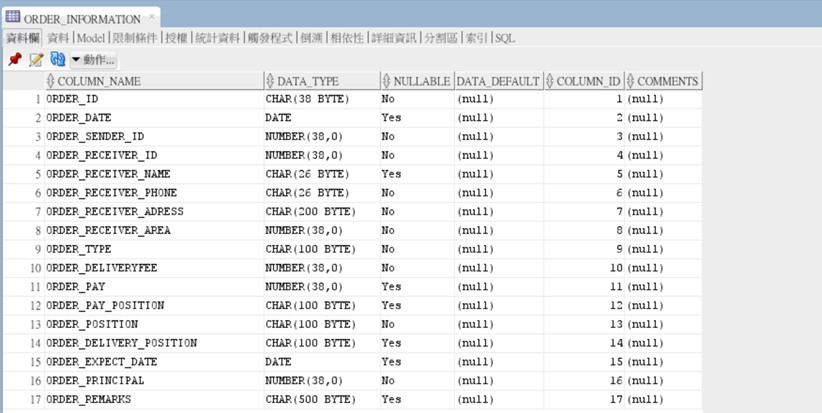 ORDER_INFORMATION
資料欄 資料 Model 限制條件 授權 統計資料 觸發程式 倒溯 相依性 詳細資訊 分割區 索引 SQL
動作...
COLUMN_NAME DATA_TYPE NULLABLE DATA_DEFAULT COLUMN_ID COMMENTS
1 ORDER_ID CHAR(38 BYTE) No (null) 1 (null)
2 ORDER_DATE DATE Yes (null) 2 (null)
3 ORDER_SENDER_ID NUMBER(38,0) No (null) 3 (null)
4 ORDER_RECEIVER_ID NUMBER(38,0) No (null) 4 (null)
5 ORDER_RECEIVER_NAME CHAR(26 BYTE) Yes (null) 5 (null)
6 ORDER_RECEIVER_PHONE CHAR(26 BYTE) No (null) 6 (null)
7 ORDER_RECEIVER_ADRESS CHAR(200 BYTE) No (null) 7 (null)
8 ORDER_RECEIVER_AREA NUMBER(38,0) No (null) 8 (null)
9 ORDER_TYPE CHAR(100 BYTE) No (null) 9 (null)
10 ORDER_DELIVERYFEE NUMBER(38,0) No (null) 10 (null)
11 ORDER_PAY NUMBER(38,0) Yes (null) 11 (null)
12 ORDER_PAY_POSITION CHAR(100 BYTE) Yes (null) 12 (null)
13 ORDER_POSITION CHAR(100 BYTE) No (null) 13 (null)
14 ORDER_DELIVERY_POSITION CHAR(100 BYTE) Yes (null) 14 (null)
15 ORDER_EXPECT_DATE DATE Yes (null) 15 (null)
16 ORDER_PRINCIPAL NUMBER(38,0) No (null) 16 (null)
17 ORDER_REMARKS CHAR(500 BYTE) Yes (null) 17 (null)